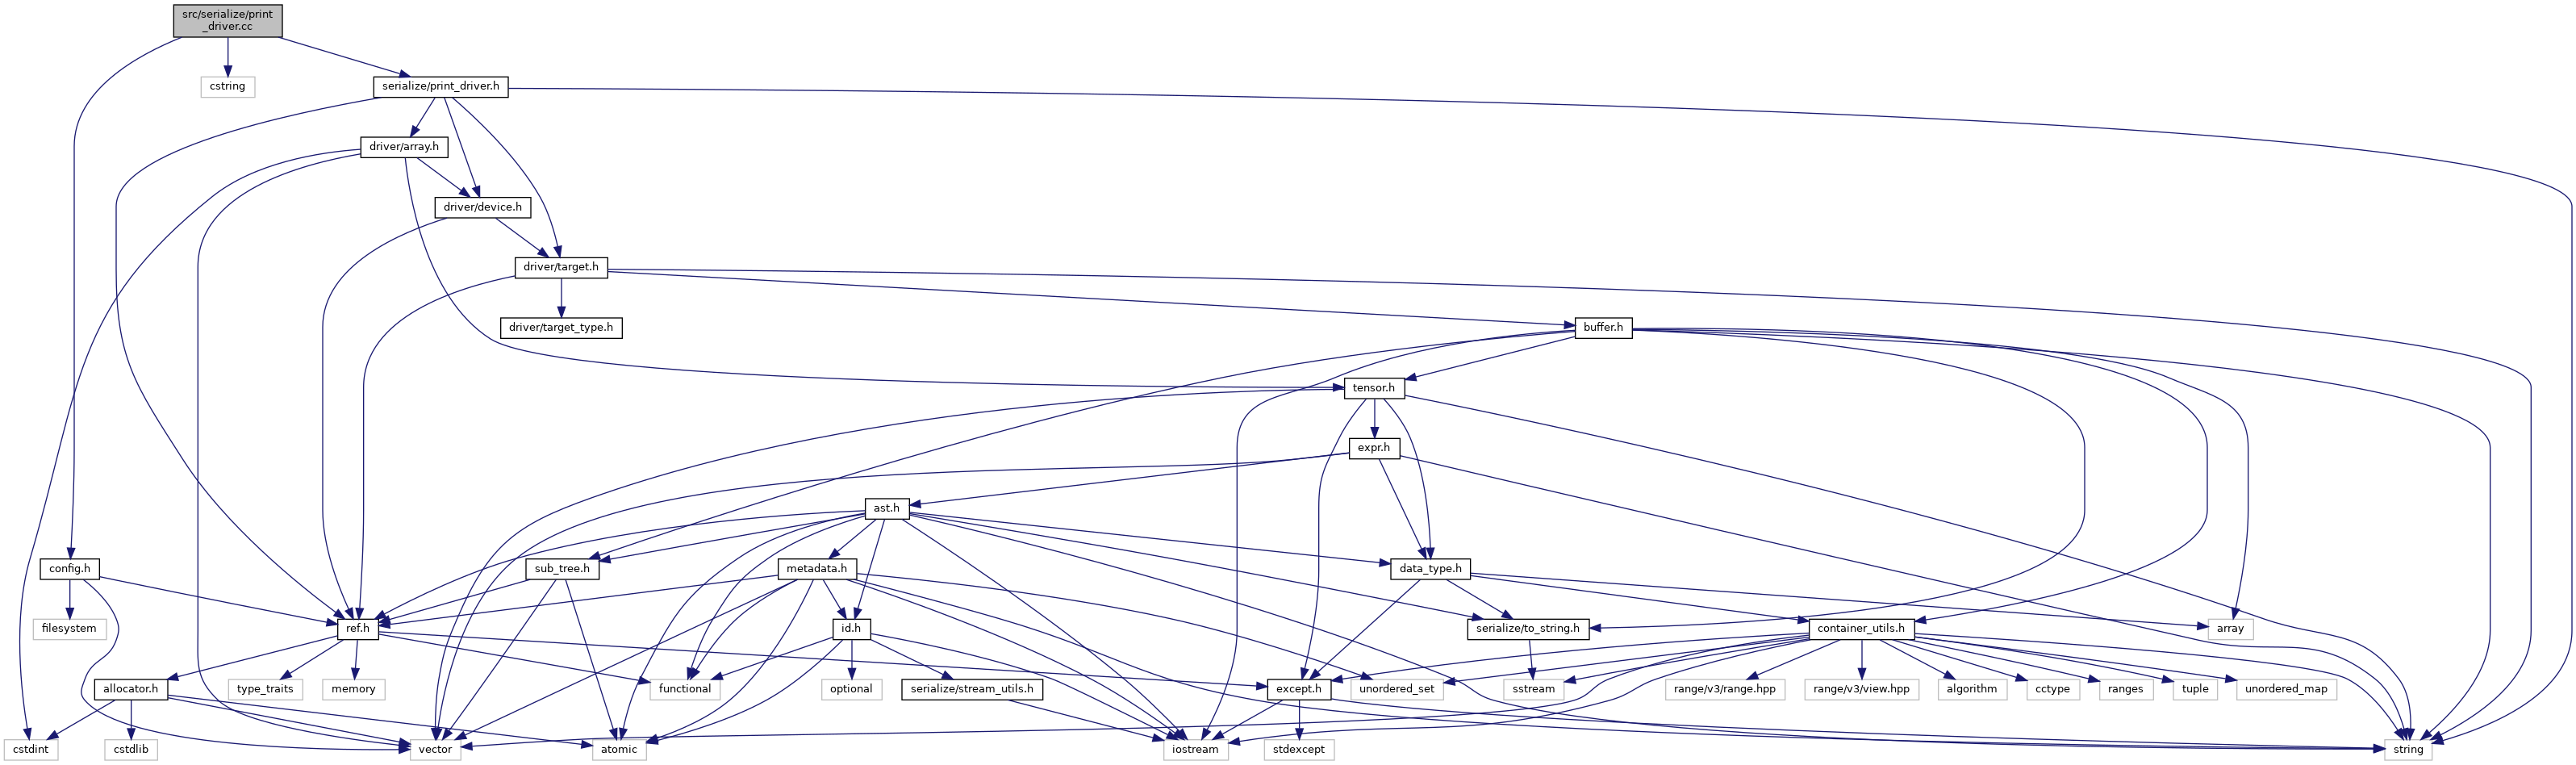 src/serialize/print
_driver.cc
cstring
serialize/print_driver.h
driver/array.h
driver/device.h
driver/target.h
driver/target_type.h
buffer.h
tensor.h
expr.h
ast.h
config.h
sub_tree.h
metadata.h
data_type.h
filesystem
ref.h
id.h
serialize/to_string.h
container_utils.h
array
allocator.h
type_traits
memory
functional
optional
serialize/stream_utils.h
except.h
unordered_set
sstream
range/v3/range.hpp
range/v3/view.hpp
algorithm
cctype
ranges
tuple
unordered_map
cstdint
cstdlib
vector
atomic
iostream
stdexcept
string